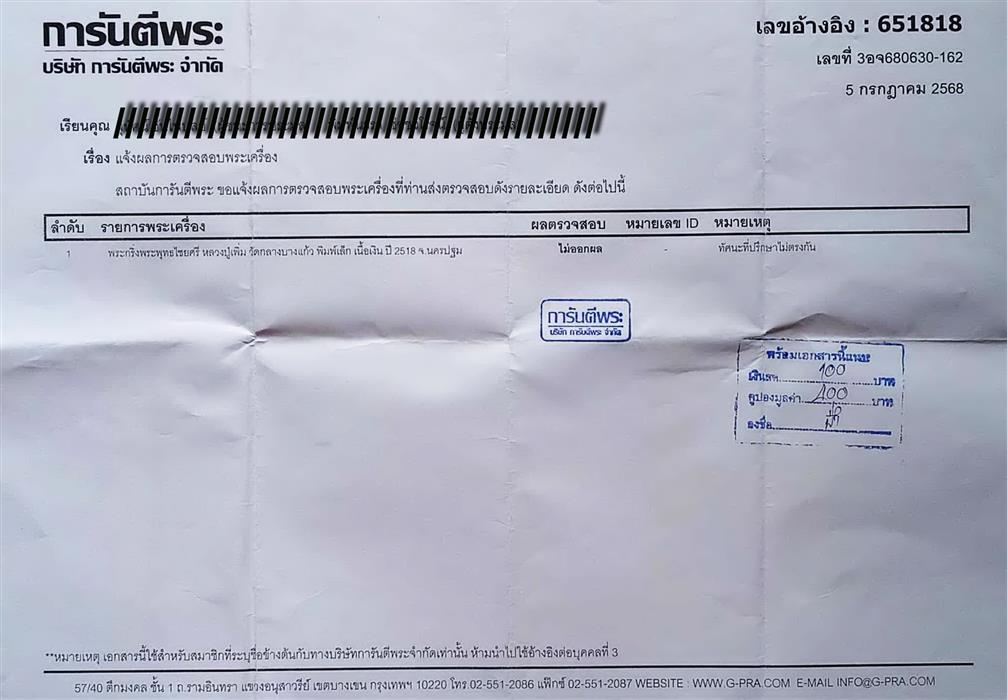 การันตีพระ
บริษัท การันตีพระ จำกัด
เลขอ้างอิง : 651818
เลขที่ 3อจ680630-162
5 กรกฎาคม 2568
เรียนคุณ
เรื่อง แจ้งผลการตรวจสอบพระเครื่อง
สถาบันการันตีพระ ขอแจ้งผลการตรวจสอบพระเครื่องที่ท่านส่งตรวจสอบดังรายละเอียด ดังต่อไปนี้
ลำดับ รายการพระเครื่อง ผลตรวจสอบ หมายเลข ID หมายเหตุ
1 พระกริ่งพระพุทธไชยศรี หลวงปู่เพิ่ม วัดกลางบางแก้ว พิมพ์เล็ก เนื้อเงิน ปี 2518 จ.นครปฐม ไม่ออกผล - ทัศนะที่ปรึกษาไม่ตรงกัน
การันตีพระ
บริษัท การันตีพระ จำกัด
พร้อมเอกสารนี้แนบ
เงินสด 100 บาท
คูปองมูลค่า 400 บาท
ลงชื่อ
**หมายเหตุ เอกสารนี้ใช้สำหรับสมาชิกที่ระบุชื่อข้างต้นกับทางบริษัทการันตีพระจำกัดเท่านั้น ห้ามนำไปใช้อ้างอิงต่อบุคคลที่ 3
57/40 ตึกมงคล ชั้น 1 ถ.รามอินทรา แขวงอนุสาวรีย์ เขตบางเขน กรุงเทพฯ 10220 โทร.02-551-2086 แฟ๊กซ์ 02-551-2087 WEBSITE : WWW.G-PRA.COM E-MAIL INFO@G-PRA.COM